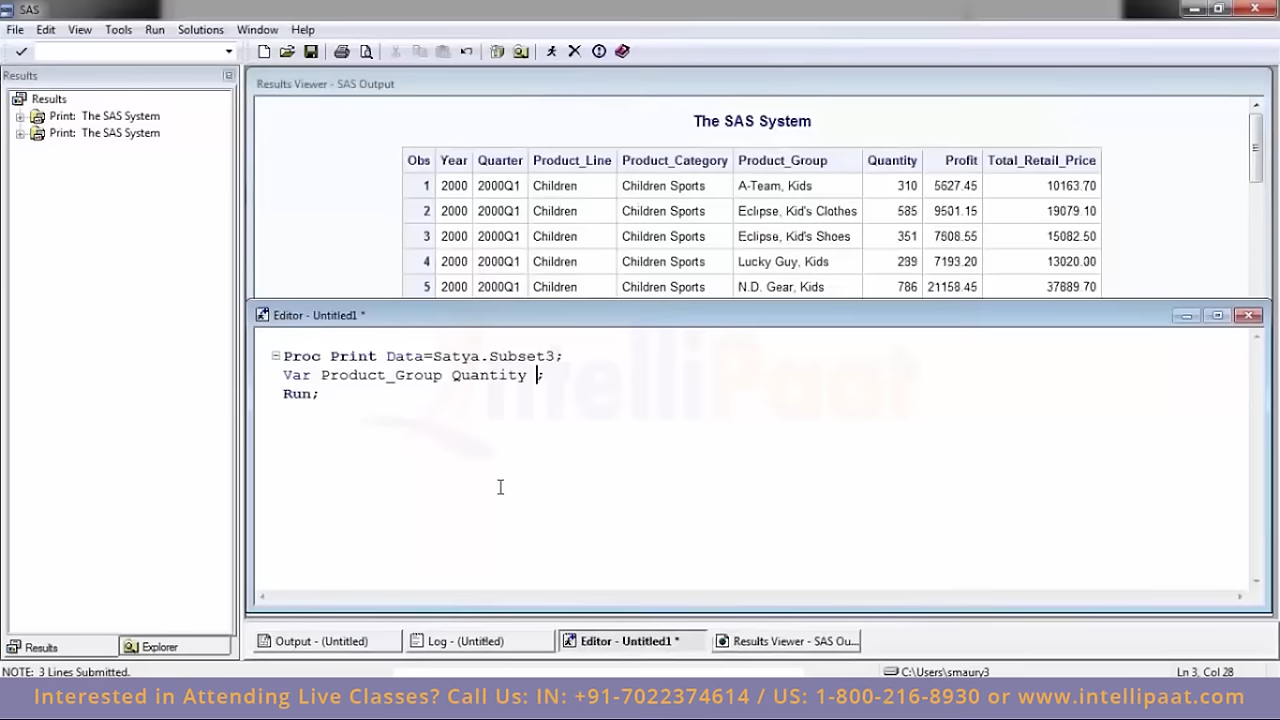 SAS
File Edit View Tools Run Solutions Window Help
Results
Results Viewer - SAS Output
Results
Print: The SAS System
Print: The SAS System
The SAS System
Obs Year Quarter Product_Line Product_Category Product_Group Quantity Profit Total_Retail_Price
1 2000 2000Q1 Children Children Sports A-Team, Kids 310 5627.45 10163.70
2 2000 2000Q1 Children Children Sports Eclipse, Kid's Clothes 585 9501.15 19079.10
3 2000 2000Q1 Children Children Sports Eclipse, Kid's Shoes 351 7808.55 15082.50
4 2000 2000Q1 Children Children Sports Lucky Guy, Kids 239 7193.20 13020.00
5 2000 2000Q1 Children Children Sports N.D. Gear, Kids 786 21158.45 37889.70
Editor - Untitled1 *
Proc Print Data=Satya.Subset3;
Var Product_Group Quantity ;
Run;
IntelliPaat
Results Explorer
Output - (Untitled) Log - (Untitled) Editor - Untitled1 * Results Viewer - SAS Ou...
NOTE: 3 Lines Submitted. C:\Users\smaury3 Ln 3, Col 28
Interested in Attending Live Classes? Call Us: IN: +91-7022374614 / US: 1-800-216-8930 or www.intellipaat.com